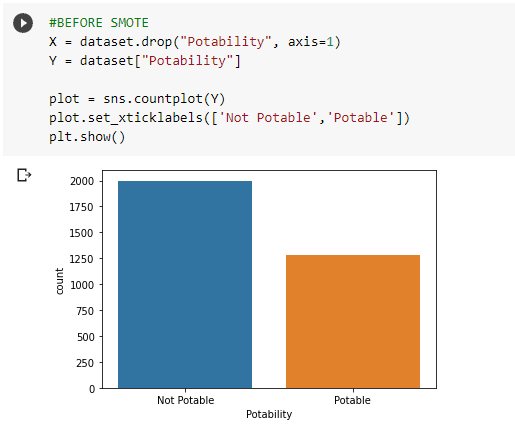 #BEFORE SMOTE
X = dataset.drop("Potability", axis=1)
Y = dataset["Potability"]
plot = sns.countplot(Y)
plot.set_xticklabels(['Not Potable','Potable'])
plt.show()
2000
1750
1500
1250
1000
750
500
250
0
count
Not Potable Potable
Potability